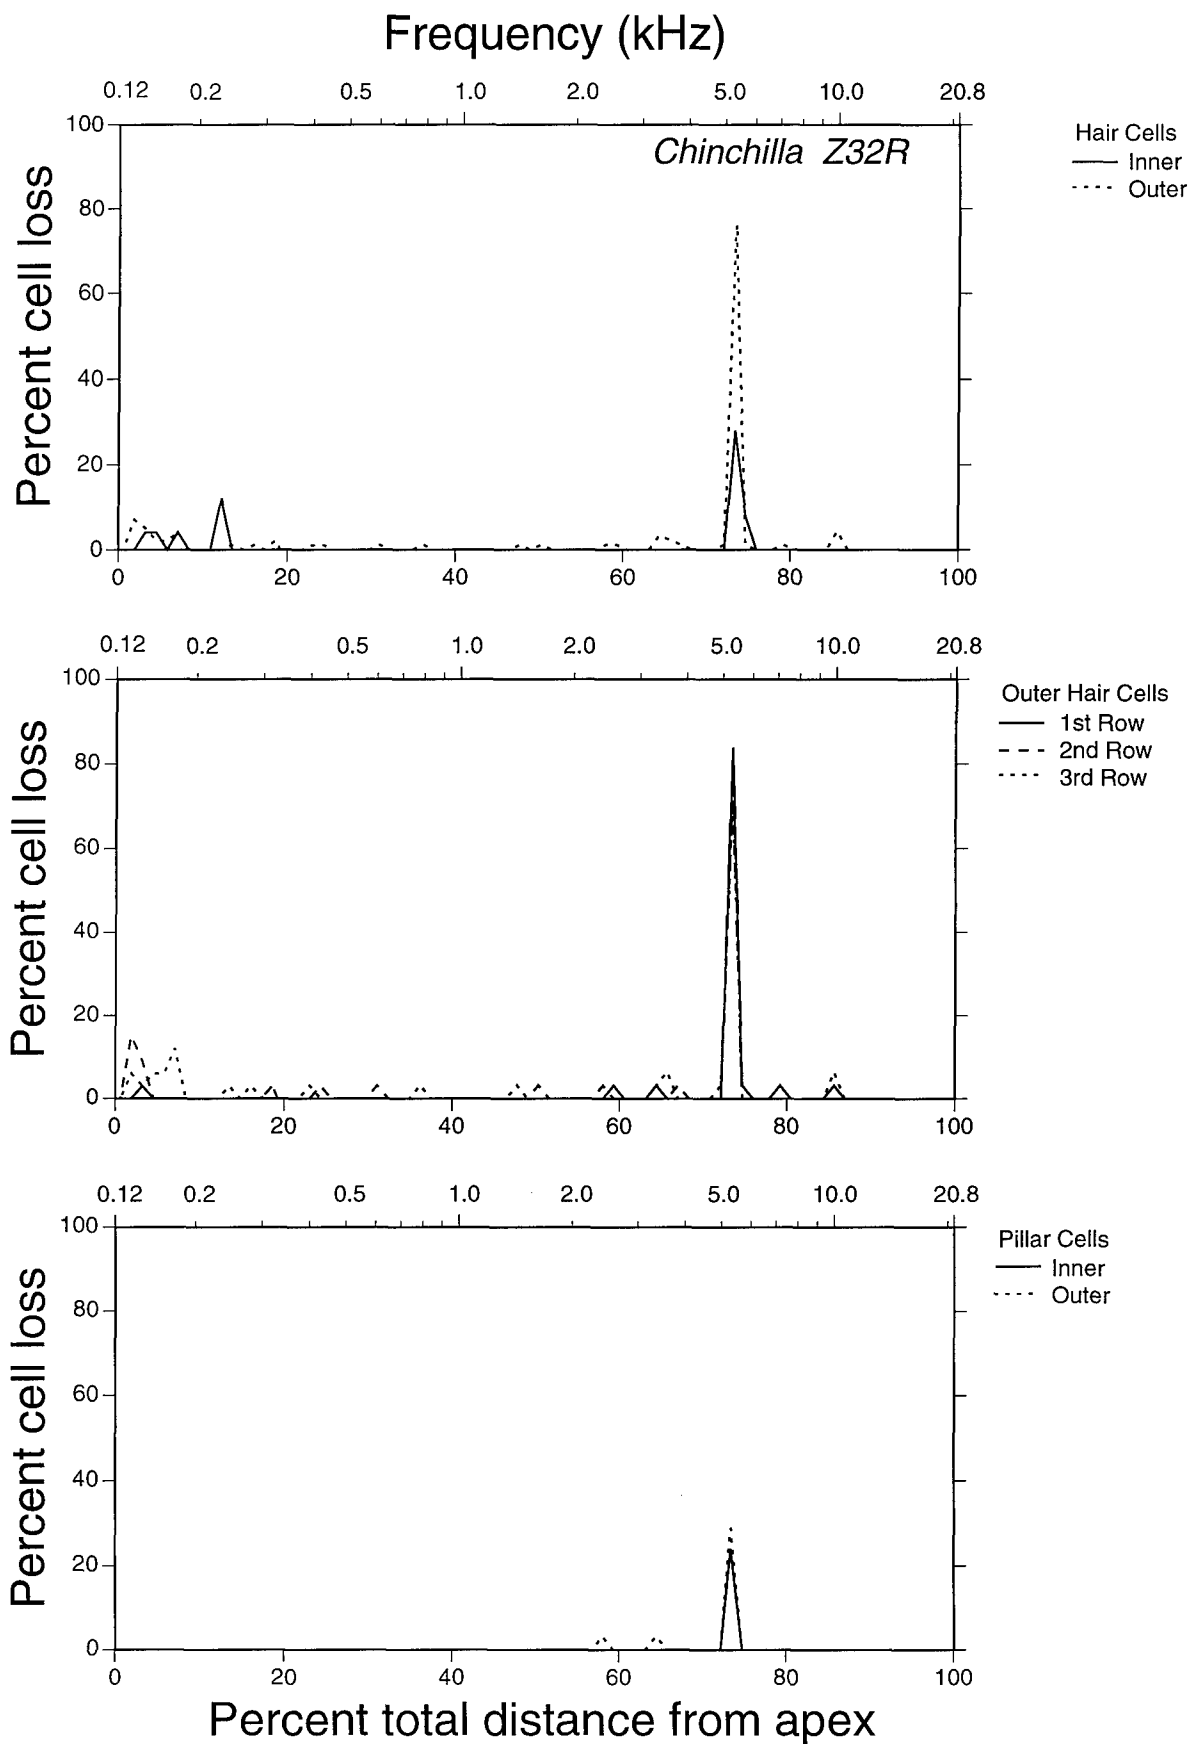 Frequency (kHz)
0.12 0.2 0.5 1.0 2.0 5.0 10.0 20.8
Chinchilla Z32R
Hair Cells
Inner
Outer
Percent cell loss
100
80
60
40
20
0
0 20 40 60 80 100
0.12 0.2 0.5 1.0 2.0 5.0 10.0 20.8
Outer Hair Cells
1st Row
2nd Row
3rd Row
Percent cell loss
100
80
60
40
20
0
0 20 40 60 80 100
0.12 0.2 0.5 1.0 2.0 5.0 10.0 20.8
Pillar Cells
Inner
Outer
Percent cell loss
100
80
60
40
20
0
0 20 40 60 80 100
Percent total distance from apex